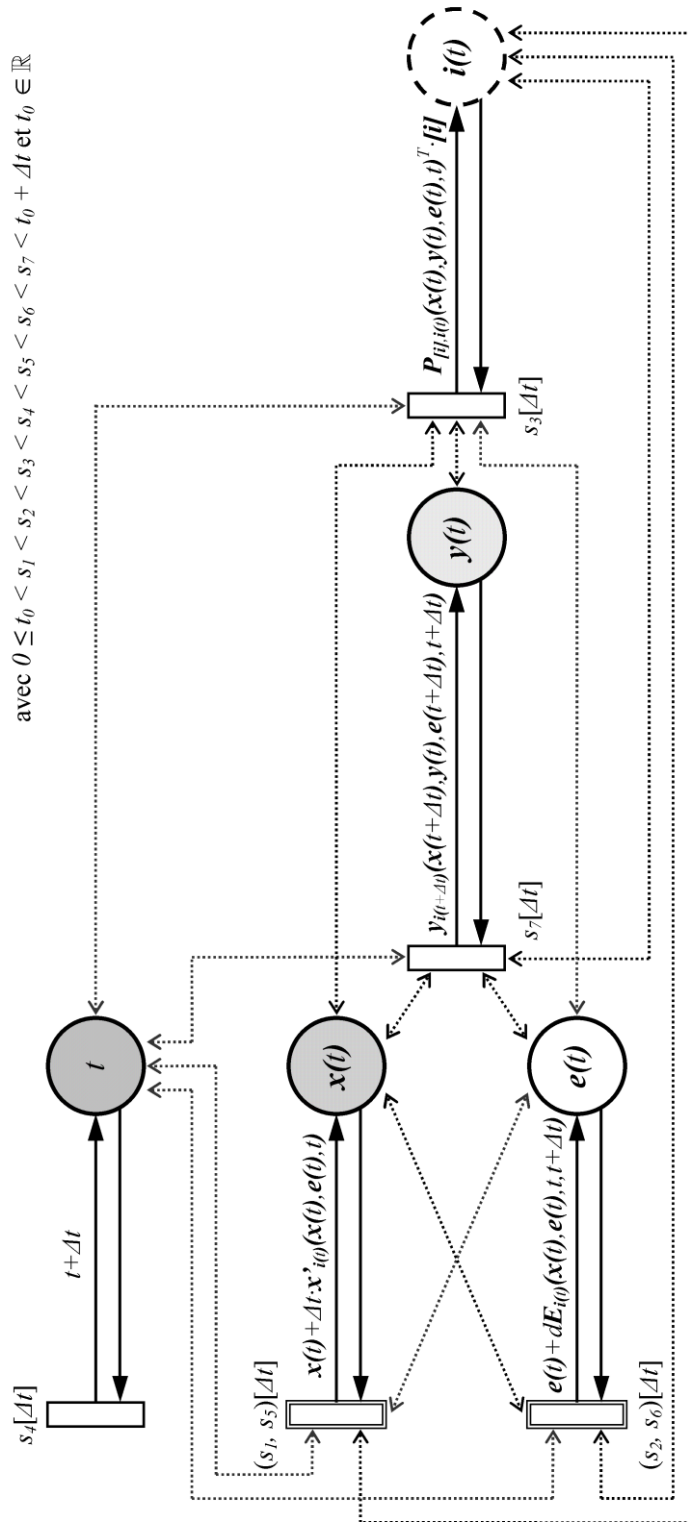 avec 0 ≤ t₀ < s₁ < s₂ < s₃ < s₄ < s₅ < s₆ < s₇ < t₀ + Δt et t₀ ∈ ℝ
s₄[Δt]
t+Δt
t
(s₁, s₅)[Δt]
x(t)+Δt·x’i(t)(x(t),e(t),t)
x(t)
yi(t+Δt)(x(t+Δt),y(t),e(t+Δt),t+Δt)
y(t)
P[i],i(t)(x(t),y(t),e(t),t)ᵀ·[i]
i(t)
s₇[Δt]
s₃[Δt]
e(t)+dEi(t)(x(t),e(t),t,t+Δt)
e(t)
(s₂, s₆)[Δt]